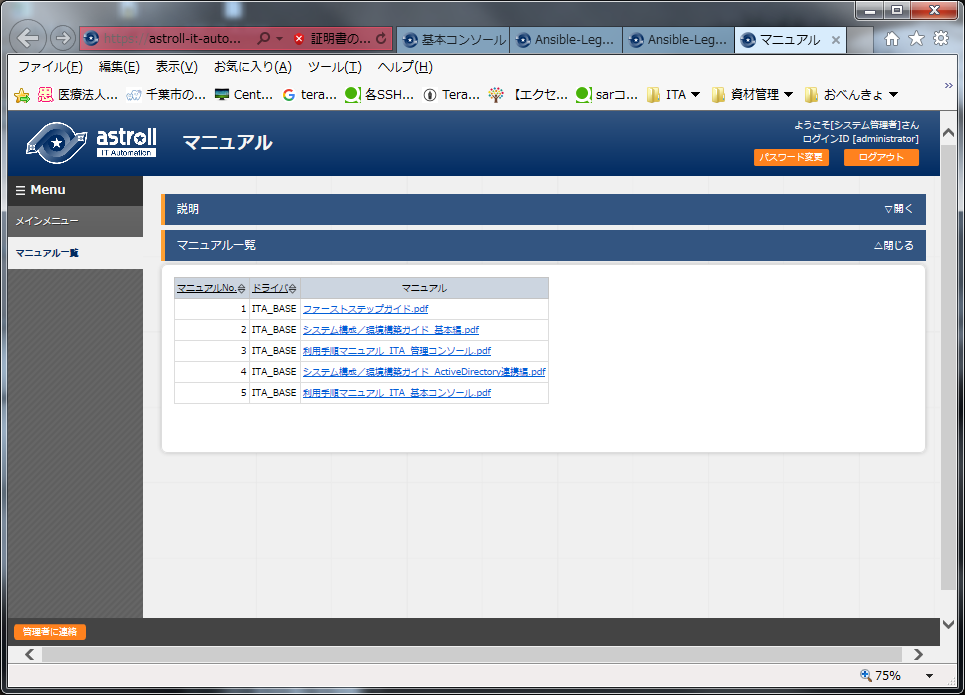 https://astroll-it-auto... 証明書の... 基本コンソール Ansible-Leg... Ansible-Leg... マニュアル
ファイル(F) 編集(E) 表示(V) お気に入り(A) ツール(T) ヘルプ(H)
医療法人... 千葉市の... Cent... tera... 各SSH... Tera... 【エクセ... sarコ... ITA 資材管理 おべんきょ
astroll
IT Automation
マニュアル
ようこそ[システム管理者]さん
ログインID [administrator]
パスワード変更 ログアウト
☰ Menu
メインメニュー
マニュアル一覧
説明 ▽開く
マニュアル一覧 △閉じる
マニュアルNo. ドライバ マニュアル
1 ITA_BASE ファーストステップガイド.pdf
2 ITA_BASE システム構成／環境構築ガイド_基本編.pdf
3 ITA_BASE 利用手順マニュアル_ITA_管理コンソール.pdf
4 ITA_BASE システム構成／環境構築ガイド_ActiveDirectory連携編.pdf
5 ITA_BASE 利用手順マニュアル_ITA_基本コンソール.pdf
管理者に連絡
75%